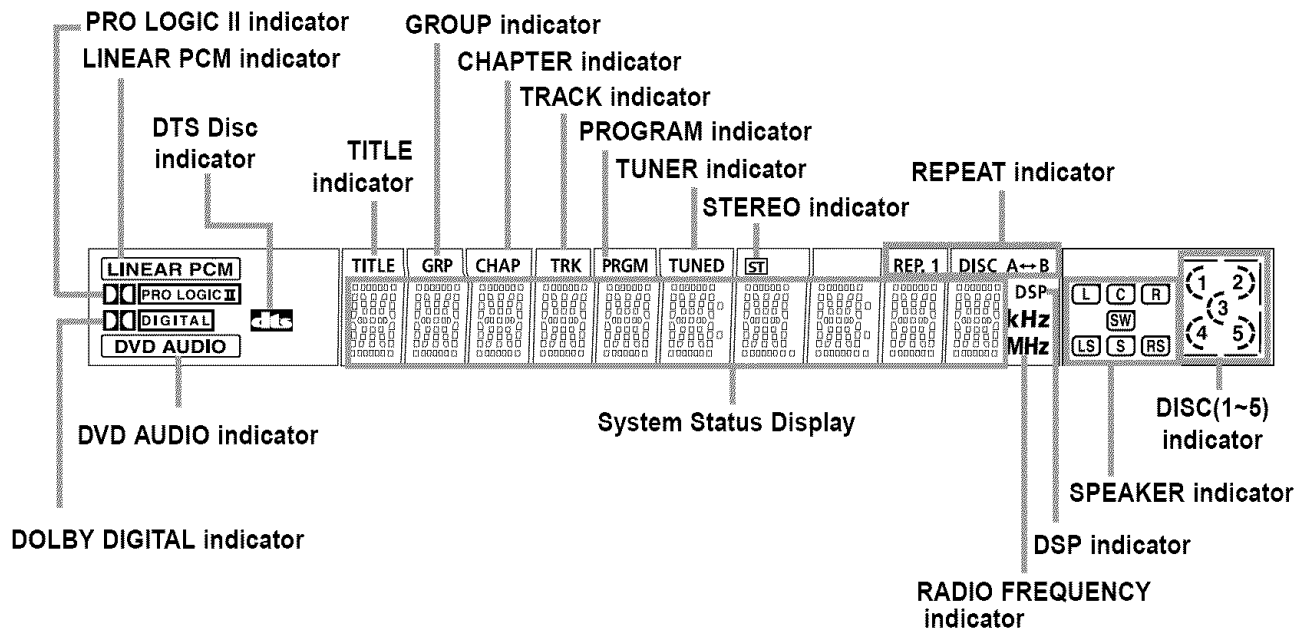 PRO LOGIC II indicator
GROUP indicator
LINEAR PCM indicator
CHAPTER indicator
TRACK indicator
DTS Disc
indicator
PROGRAM indicator
TITLE
indicator
TUNER indicator
REPEAT indicator
STEREO indicator
LINEAR PCM
TITLE GRP CHAP TRK PRGM TUNED ST REP. 1 DISC A↔B
PRO LOGIC II
DSP
L C R
1 2
DIGITAL
dts
kHz
SW
3
DVD AUDIO
MHz
LS S RS
4 5
DVD AUDIO indicator
System Status Display
DISC(1~5)
indicator
SPEAKER indicator
DOLBY DIGITAL indicator
DSP indicator
RADIO FREQUENCY
indicator